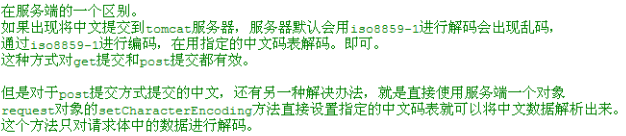 在服务端的一个区别。
如果出现将中文提交到tomcat服务器，服务器默认会用iso8859-1进行解码会出现乱码，
通过iso8859-1进行编码，在用指定的中文码表解码。即可。
这种方式对get提交和post提交都有效。
但是对于post提交方式提交的中文，还有另一种解决办法，就是直接使用服务端一个对象
request对象的setCharacterEncoding方法直接设置指定的中文码表就可以将中文数据解析出来。
这个方法只对请求体中的数据进行解码。